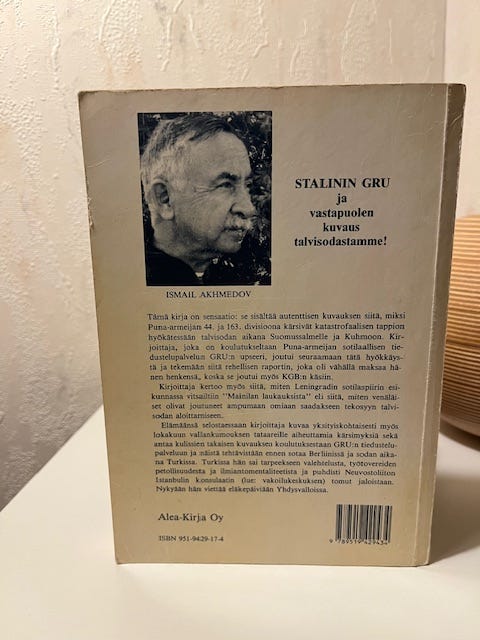 STALININ GRU
ja
vastapuolen
kuvaus
talvisodastamme!
ISMAIL AKHMEDOV
Tämä kirja on sensaatio: se sisältää autenttisen kuvauksen siitä, miksi
Puna-armeijan 44. ja 163. divisioona kärsivät katastrofaalisen tappion
hyökätessään talvisodan aikana Suomussalmelle ja Kuhmoon. Kir-
joittaja, joka on koulutukseltaan Puna-armeijan sotilaallisen tie-
dustelupalvelun GRU:n upseeri, joutui seuraamaan tätä hyökkäys-
tä ja tekemään siitä rehellisen raportin, joka oli vähällä maksaa hä-
nen henkensä, koska se joutui myös KGB:n käsiin.
Kirjoittaja kertoo myös siitä, miten Leningradin sotilaspiirin esi-
kunnassa vitsailtiin "Mainilan laukauksista" eli siitä, miten venäläi-
set olivat joutuneet ampumaan omiaan saadakseen tekosyyn talvi-
sodan aloittamiseen.
Elämäänsä selostaessaan kirjoittaja kuvaa yksityiskohtaisesti myös
lokakuun vallankumouksen tataareille aiheuttamia kärsimyksiä sekä
antaa kulissien takaisen kuvauksen koulutuksestaan GRU:n tiedustelu-
palveluun ja näistä tehtävistään ennen sotaa Berliinissä ja sodan aika-
na Turkissa. Turkissa hän sai tarpeekseen valehtelusta, työtovereiden
petollisuudesta ja ilmiantomentaliteetista ja puhdisti Neuvostoliiton
Istanbulin konsulaatin (lue: vakoilukeskuksen) tomut jaloistaan.
Nykyään hän viettää eläkepäiviään Yhdysvalloissa.
Alea-Kirja Oy
ISBN 951-9429-17-4
9 789519 429434